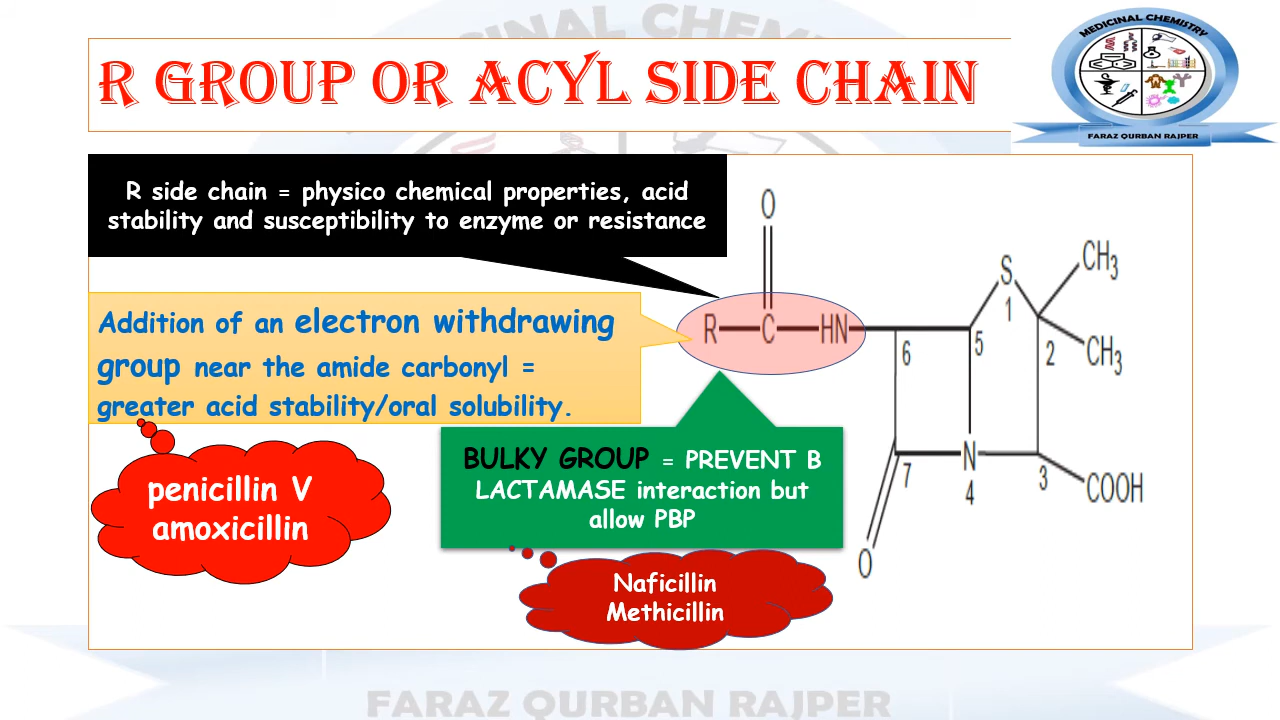 R GROUP OR ACYL SIDE CHAIN
MEDICINAL CHEMISTRY
FARAZ QURBAN RAJPER
R side chain = physico chemical properties, acid
stability and susceptibility to enzyme or resistance
Addition of an electron withdrawing
group near the amide carbonyl =
greater acid stability/oral solubility.
penicillin V
amoxicillin
BULKY GROUP = PREVENT B
LACTAMASE interaction but
allow PBP
Naficillin
Methicillin
O
R C HN
S
CH3
CH3
1
2
3
4
5
6
7
N
COOH
O
FARAZ QURBAN RAJPER